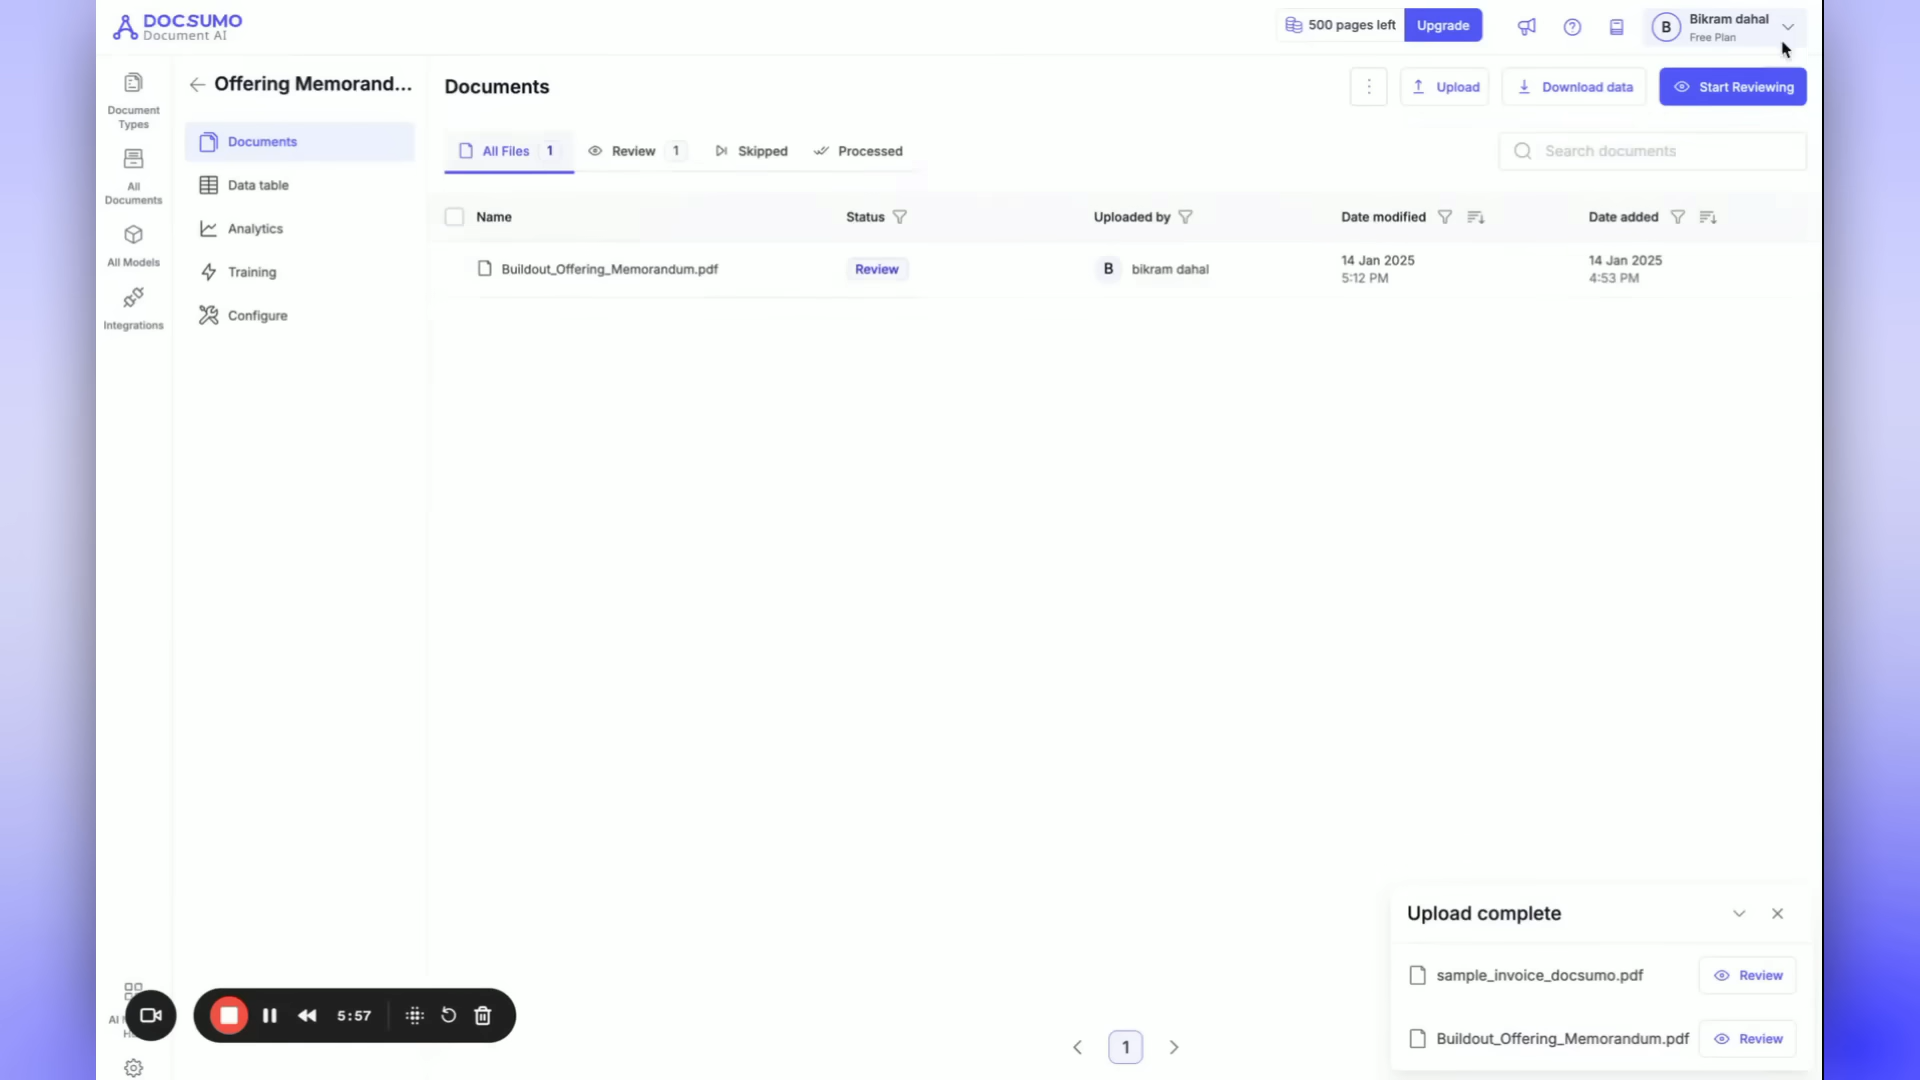 DOCSUMO
Document AI
500 pages left
Upgrade
B
Bikram dahal
Free Plan
Document
Types
All
Documents
All Models
Integrations
Offering Memorand...
Documents
Data table
Analytics
Training
Configure
Documents
Upload
Download data
Start Reviewing
All Files 1
Review 1
Skipped
Processed
Search documents
Name
Status
Uploaded by
Date modified
Date added
Buildout_Offering_Memorandum.pdf
Review
B bikram dahal
14 Jan 2025
5:12 PM
14 Jan 2025
4:53 PM
Upload complete
sample_invoice_docsumo.pdf
Review
Buildout_Offering_Memorandum.pdf
Review
AI
5:57
1